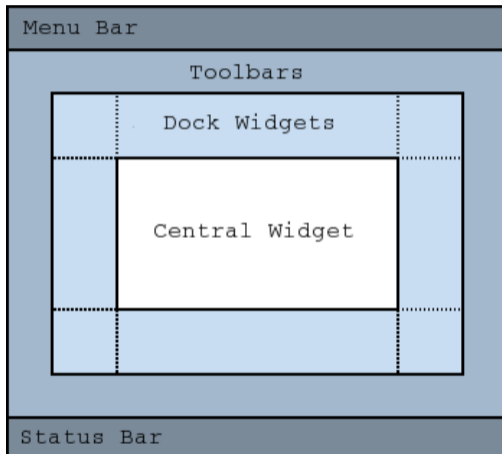 Menu Bar
Toolbars
Dock Widgets
Central Widget
Status Bar